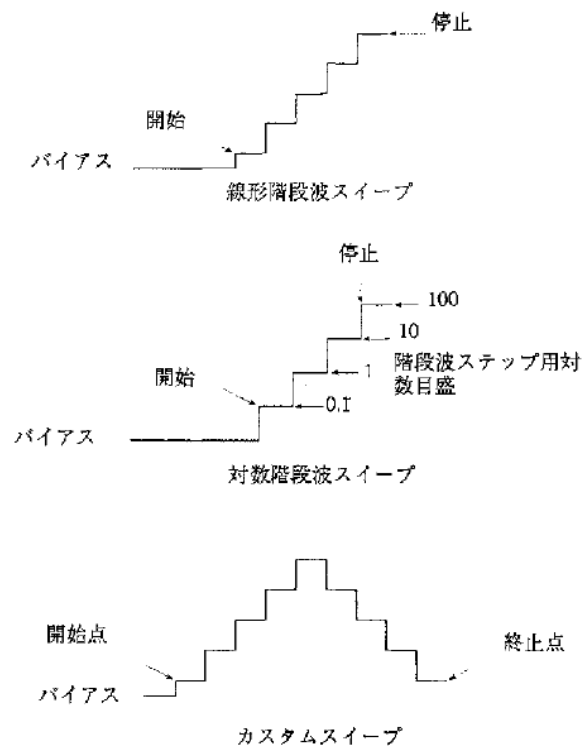 停止
開始
バイアス
線形階段波スイープ
停止
100
10
1
階段波ステップ用対
数目盛
開始
0.1
バイアス
対数階段波スイープ
開始点
終止点
バイアス
カスタムスイープ